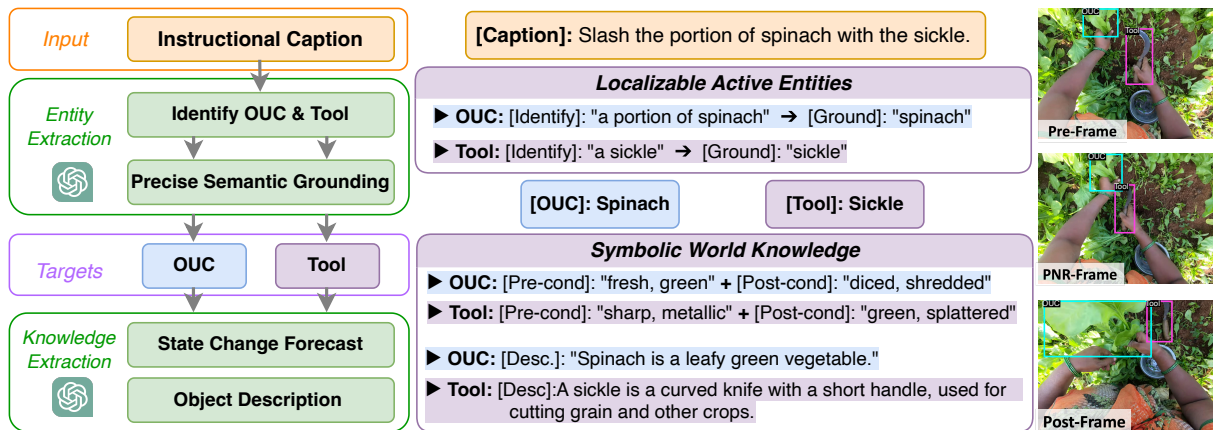 Input
Instructional Caption
Entity
Extraction
Identify OUC & Tool
Precise Semantic Grounding
Targets
OUC
Tool
Knowledge
Extraction
State Change Forecast
Object Description
[Caption]: Slash the portion of spinach with the sickle.
Localizable Active Entities
► OUC: [Identify]: "a portion of spinach" ➔ [Ground]: "spinach"
► Tool: [Identify]: "a sickle" ➔ [Ground]: "sickle"
[OUC]: Spinach
[Tool]: Sickle
Symbolic World Knowledge
► OUC: [Pre-cond]: "fresh, green" + [Post-cond]: "diced, shredded"
► Tool: [Pre-cond]: "sharp, metallic" + [Post-cond]: "green, splattered"
► OUC: [Desc.]: "Spinach is a leafy green vegetable."
► Tool: [Desc]:A sickle is a curved knife with a short handle, used for
cutting grain and other crops.
OUC
Tool
Pre-Frame
OUC
Tool
PNR-Frame
OUC
Tool
Post-Frame